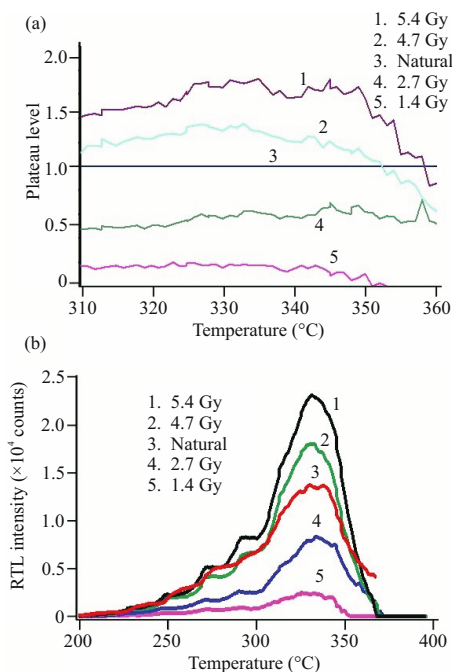 (a)
1. 5.4 Gy
2. 4.7 Gy
3. Natural
4. 2.7 Gy
5. 1.4 Gy
2.0
1.5
1.0
0.5
0
Plateau level
1
2
3
4
5
310 320 330 340 350 360
Temperature (°C)
(b)
1. 5.4 Gy
2. 4.7 Gy
3. Natural
4. 2.7 Gy
5. 1.4 Gy
2.5
2.0
1.5
1.0
0.5
0
RTL intensity (×10⁴ counts)
1
2
3
4
5
200 250 300 350 400
Temperature (°C)